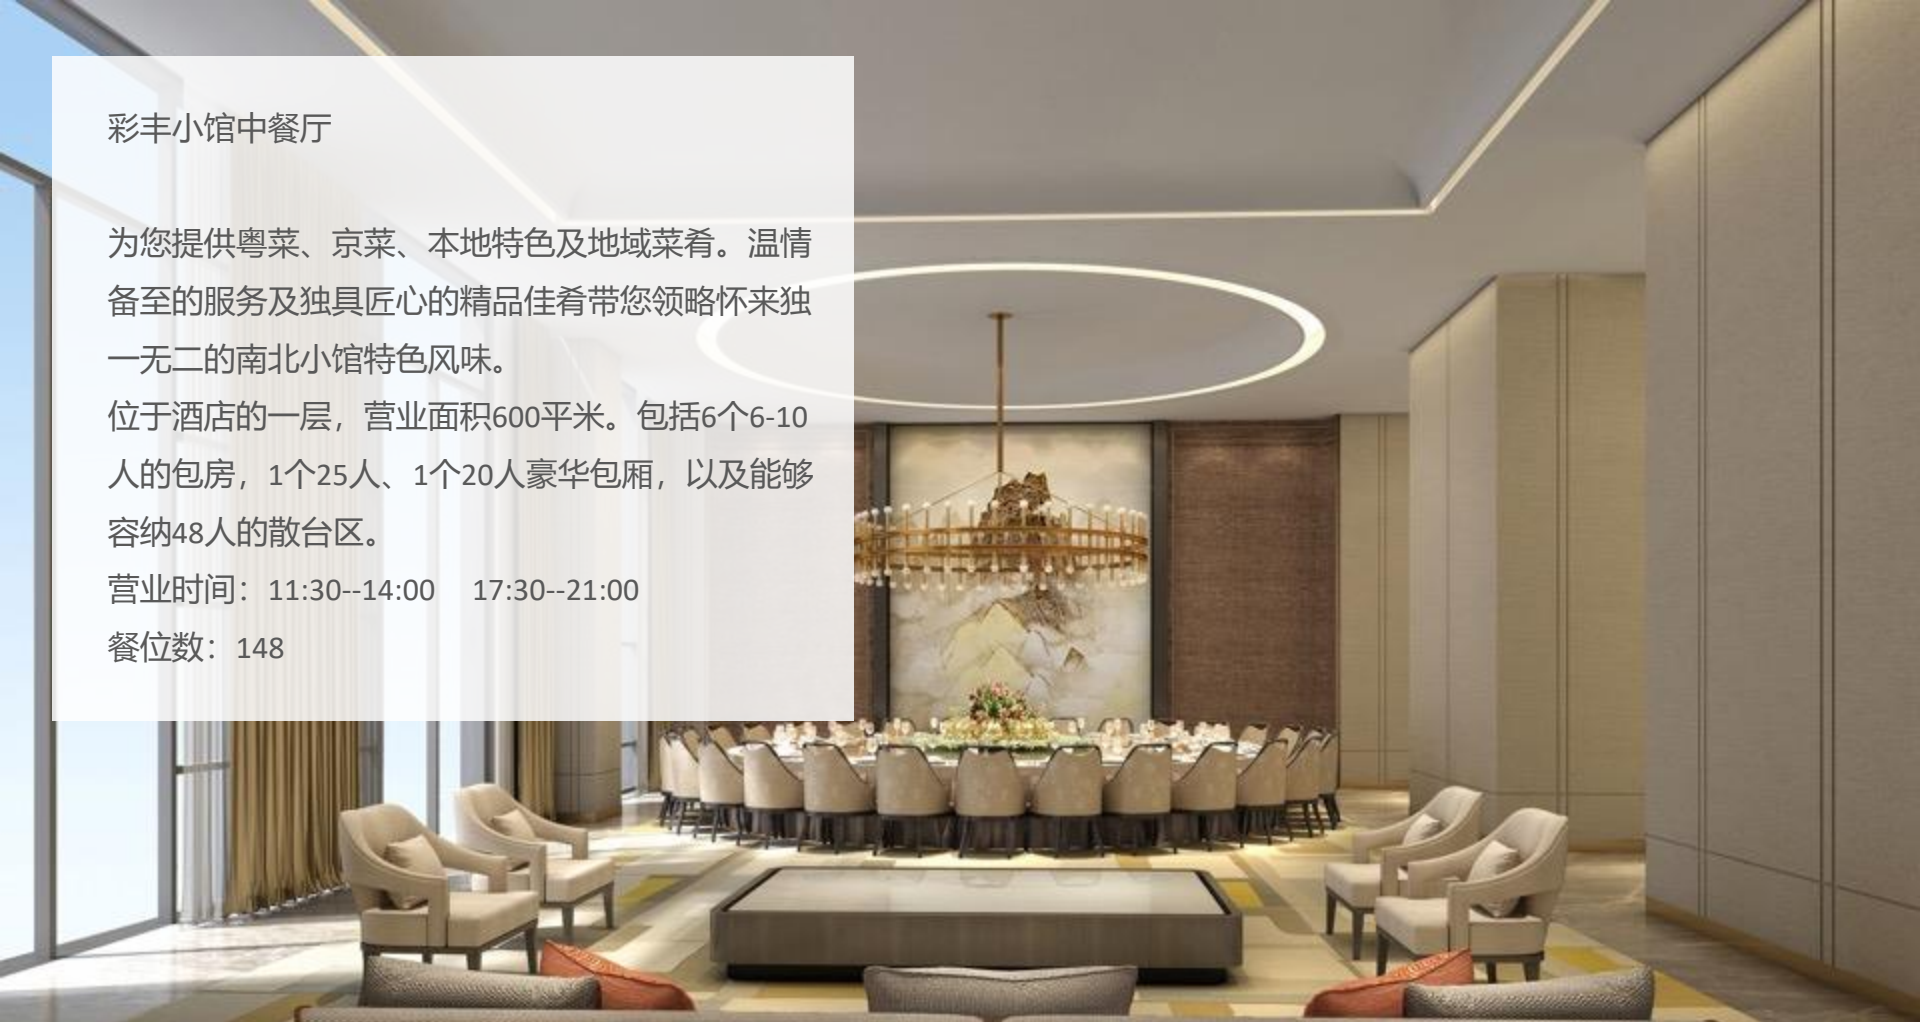 彩丰小馆中餐厅
为您提供粤菜、京菜、本地特色及地域菜肴。温情
备至的服务及独具匠心的精品佳肴带您领略怀来独
一无二的南北小馆特色风味。
位于酒店的一层，营业面积600平米。包括6个6-10
人的包房，1个25人、1个20人豪华包厢，以及能够
容纳48人的散台区。
营业时间：11:30--14:00 17:30--21:00
餐位数：148